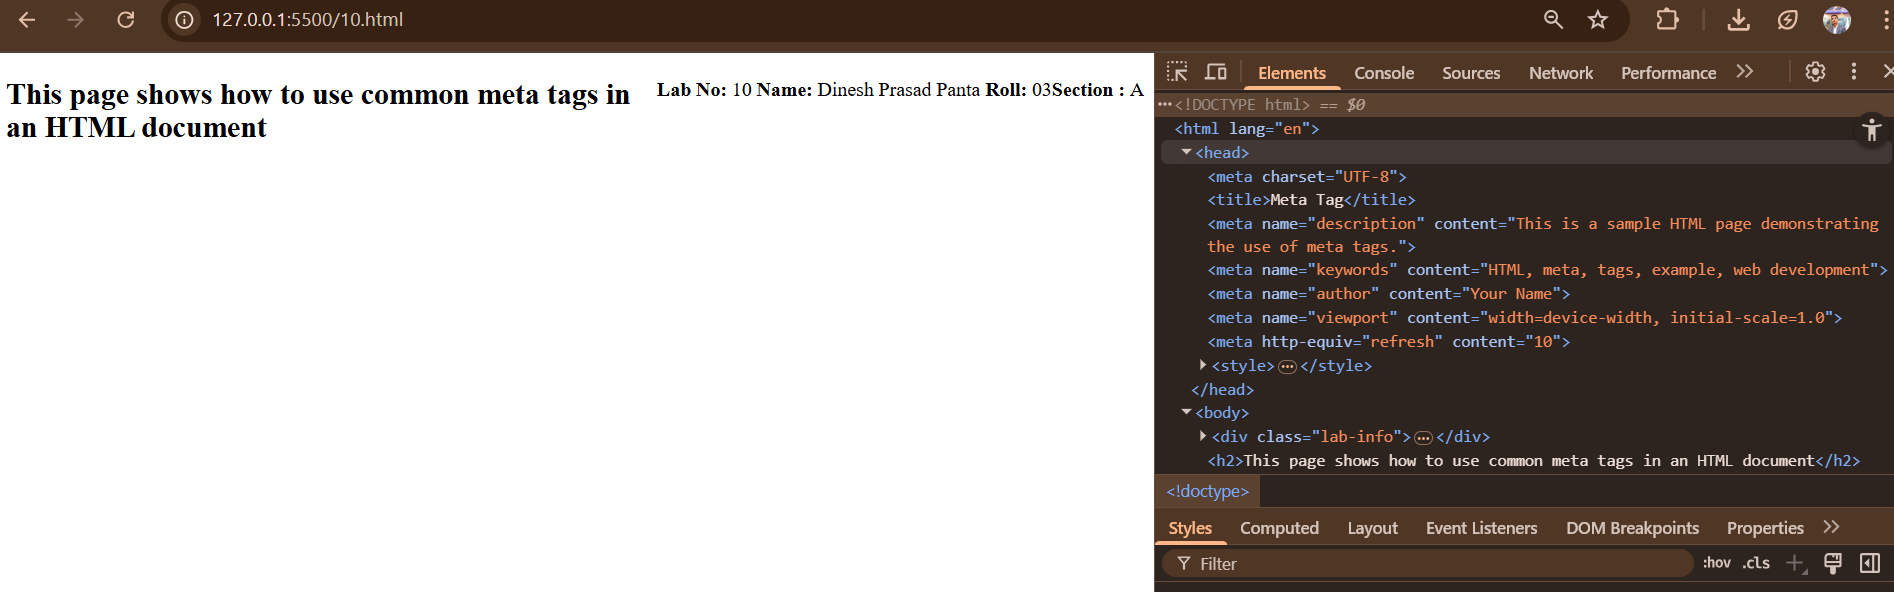 127.0.0.1:5500/10.html
This page shows how to use common meta tags in
an HTML document
Lab No: 10 Name: Dinesh Prasad Panta Roll: 03Section : A
Elements Console Sources Network Performance
<!DOCTYPE html> == $0
<html lang="en">
<head>
<meta charset="UTF-8">
<title>Meta Tag</title>
<meta name="description" content="This is a sample HTML page demonstrating
the use of meta tags.">
<meta name="keywords" content="HTML, meta, tags, example, web development">
<meta name="author" content="Your Name">
<meta name="viewport" content="width=device-width, initial-scale=1.0">
<meta http-equiv="refresh" content="10">
<style>…</style>
</head>
<body>
<div class="lab-info">…</div>
<h2>This page shows how to use common meta tags in an HTML document</h2>
<!doctype>
Styles Computed Layout Event Listeners DOM Breakpoints Properties
Filter :hov .cls